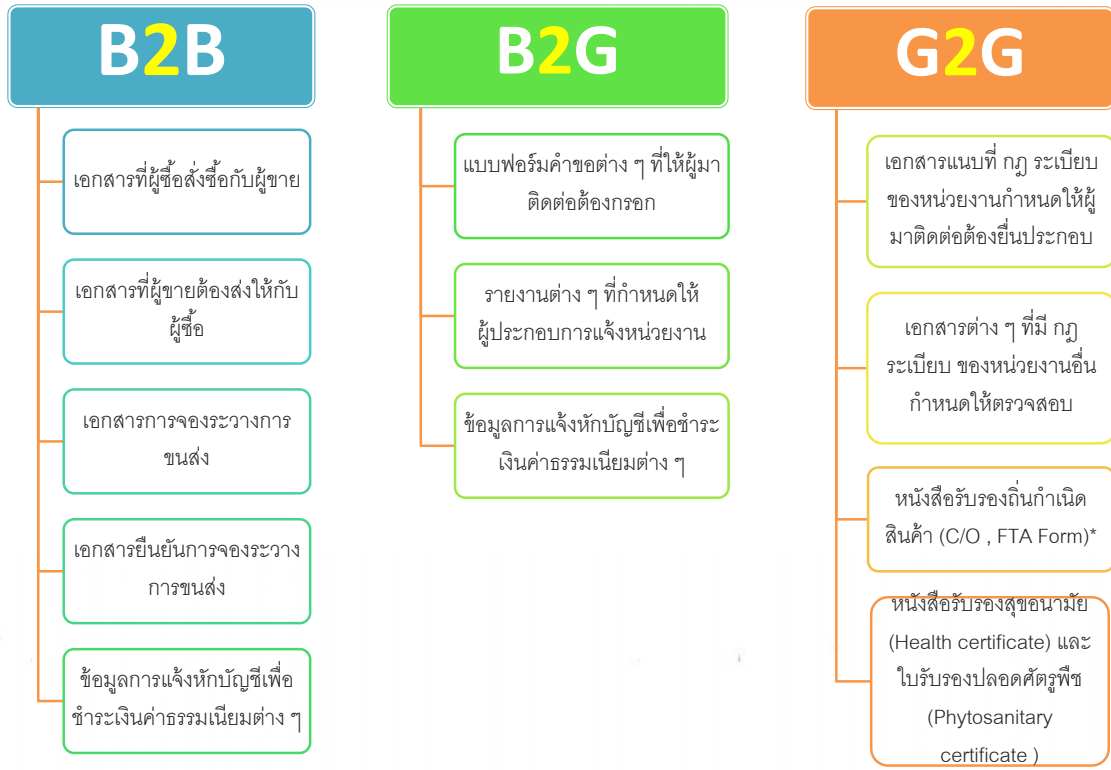 B2B
เอกสารที่ผู้ซื้อสั่งซื้อกับผู้ขาย
เอกสารที่ผู้ขายต้องส่งให้กับ
ผู้ซื้อ
เอกสารการจองระวางการ
ขนส่ง
เอกสารยืนยันการจองระวาง
การขนส่ง
ข้อมูลการแจ้งหักบัญชีเพื่อ
ชำระเงินค่าธรรมเนียมต่าง ๆ
B2G
แบบฟอร์มคำขอต่าง ๆ ที่ให้ผู้มา
ติดต่อต้องกรอก
รายงานต่าง ๆ ที่กำหนดให้
ผู้ประกอบการแจ้งหน่วยงาน
ข้อมูลการแจ้งหักบัญชีเพื่อชำระ
เงินค่าธรรมเนียมต่าง ๆ
G2G
เอกสารแนบที่ กฎ ระเบียบ
ของหน่วยงานกำหนดให้ผู้
มาติดต่อต้องยื่นประกอบ
เอกสารต่าง ๆ ที่มี กฎ
ระเบียบ ของหน่วยงานอื่น
กำหนดให้ตรวจสอบ
หนังสือรับรองถิ่นกำเนิด
สินค้า (C/O , FTA Form)*
หนังสือรับรองสุขอนามัย
(Health certificate) และ
ใบรับรองปลอดศัตรูพืช
(Phytosanitary
certificate )